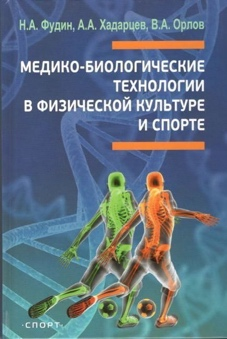 Н.А. Фудин, А.А. Хадарцев, В.А. Орлов
МЕДИКО-БИОЛОГИЧЕСКИЕ
ТЕХНОЛОГИИ
В ФИЗИЧЕСКОЙ КУЛЬТУРЕ
И СПОРТЕ
·СПОРТ·